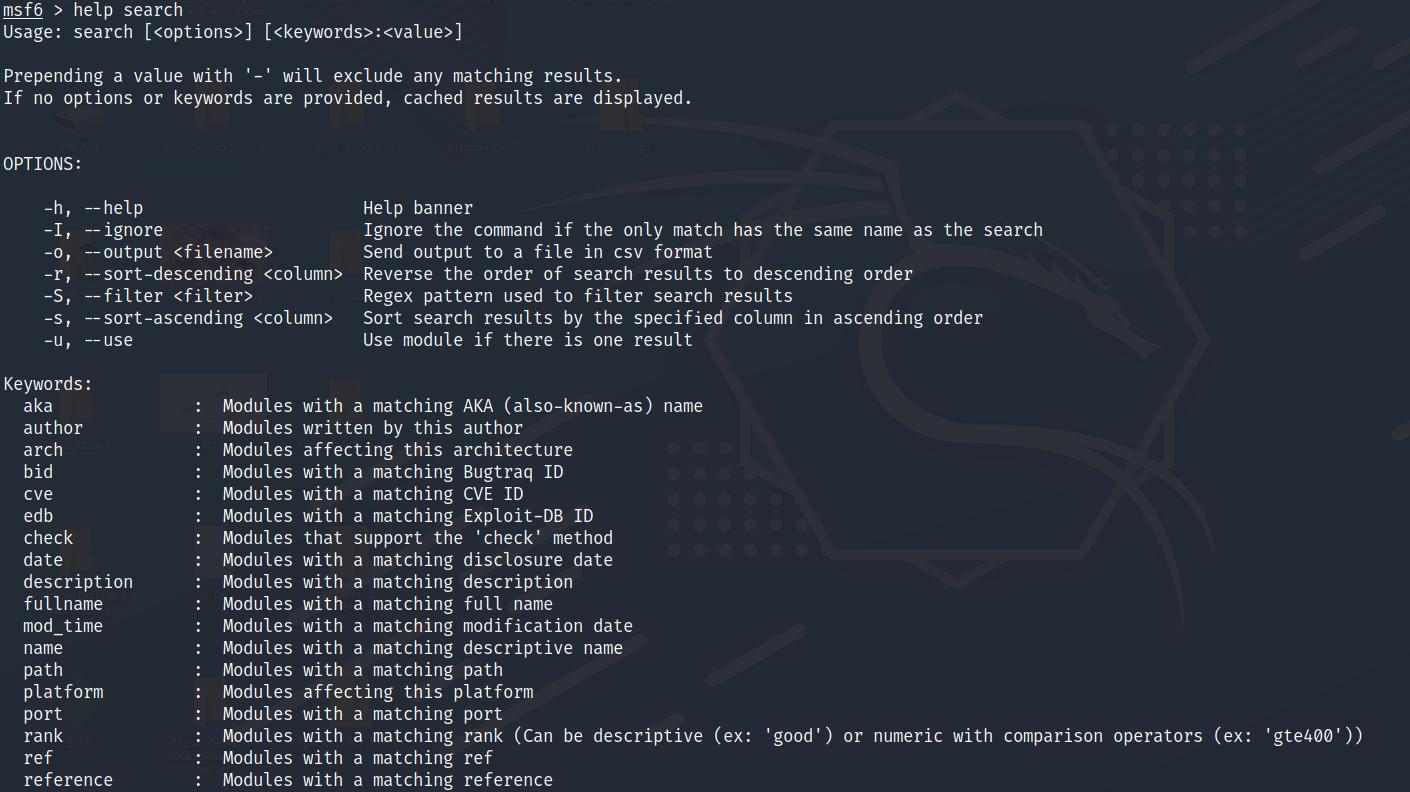 msf6 > help search
Usage: search [<options>] [<keywords>:<value>]
Prepending a value with '-' will exclude any matching results.
If no options or keywords are provided, cached results are displayed.
OPTIONS:
-h, --help Help banner
-I, --ignore Ignore the command if the only match has the same name as the search
-o, --output <filename> Send output to a file in csv format
-r, --sort-descending <column> Reverse the order of search results to descending order
-S, --filter <filter> Regex pattern used to filter search results
-s, --sort-ascending <column> Sort search results by the specified column in ascending order
-u, --use Use module if there is one result
Keywords:
aka : Modules with a matching AKA (also-known-as) name
author : Modules written by this author
arch : Modules affecting this architecture
bid : Modules with a matching Bugtraq ID
cve : Modules with a matching CVE ID
edb : Modules with a matching Exploit-DB ID
check : Modules that support the 'check' method
date : Modules with a matching disclosure date
description : Modules with a matching description
fullname : Modules with a matching full name
mod_time : Modules with a matching modification date
name : Modules with a matching descriptive name
path : Modules with a matching path
platform : Modules affecting this platform
port : Modules with a matching port
rank : Modules with a matching rank (Can be descriptive (ex: 'good') or numeric with comparison operators (ex: 'gte400'))
ref : Modules with a matching ref
reference : Modules with a matching reference